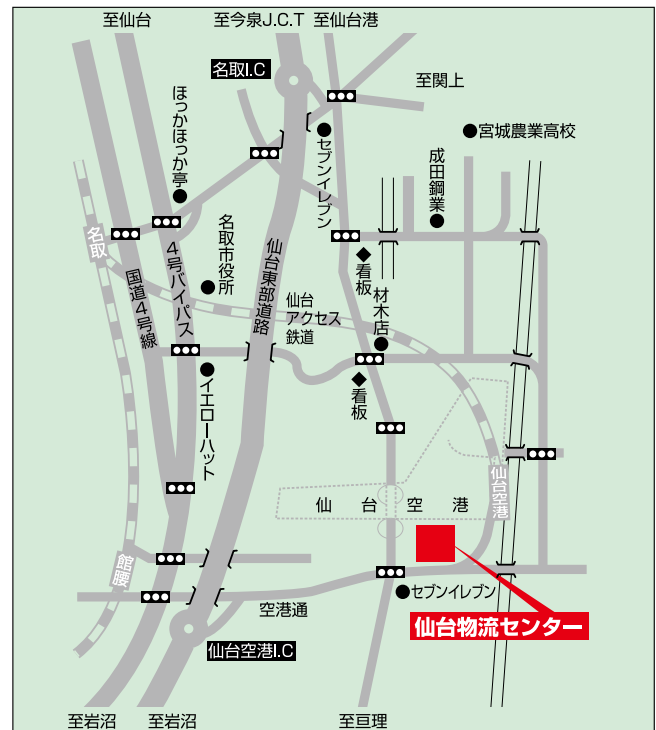 至仙台
至今泉J.C.T
至仙台港
名取I.C
至関上
ほっかほっか亭
セブンイレブン
宮城農業高校
成田鋼業
名取
国道4号線
4号バイパス
名取市役所
仙台東部道路
仙台
アクセス
鉄道
看板
材木店
看板
イエローハット
仙台空港
仙台空港
館腰
セブンイレブン
空港通
仙台物流センター
仙台空港I.C
至岩沼
至岩沼
至亘理